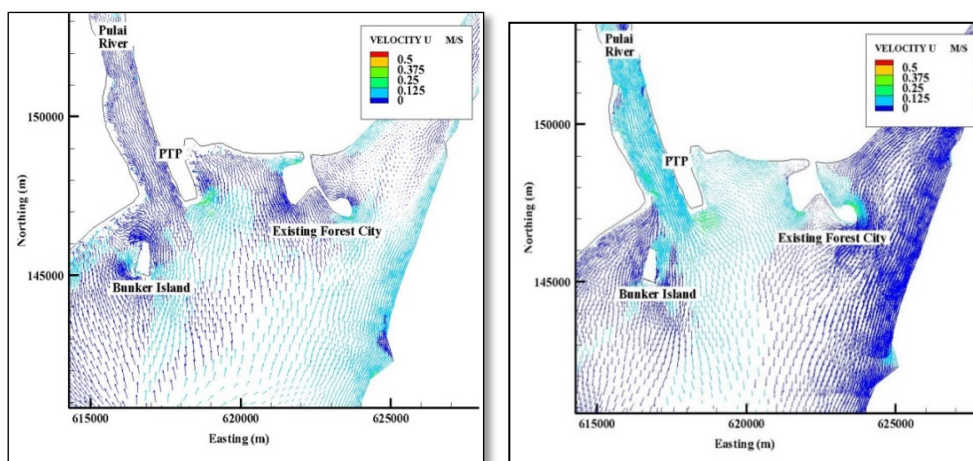 Pulai
River
VELOCITY U M/S
0.5
0.375
0.25
0.125
0
150000
PTP
Northing (m)
Existing Forest City
145000
Bunker Island
615000
620000
625000
Easting (m)
Pulai
River
VELOCITY U M/S
0.5
0.375
0.25
0.125
0
150000
PTP
Northing (m)
Existing Forest City
145000
Bunker Island
615000
620000
625000
Easting (m)